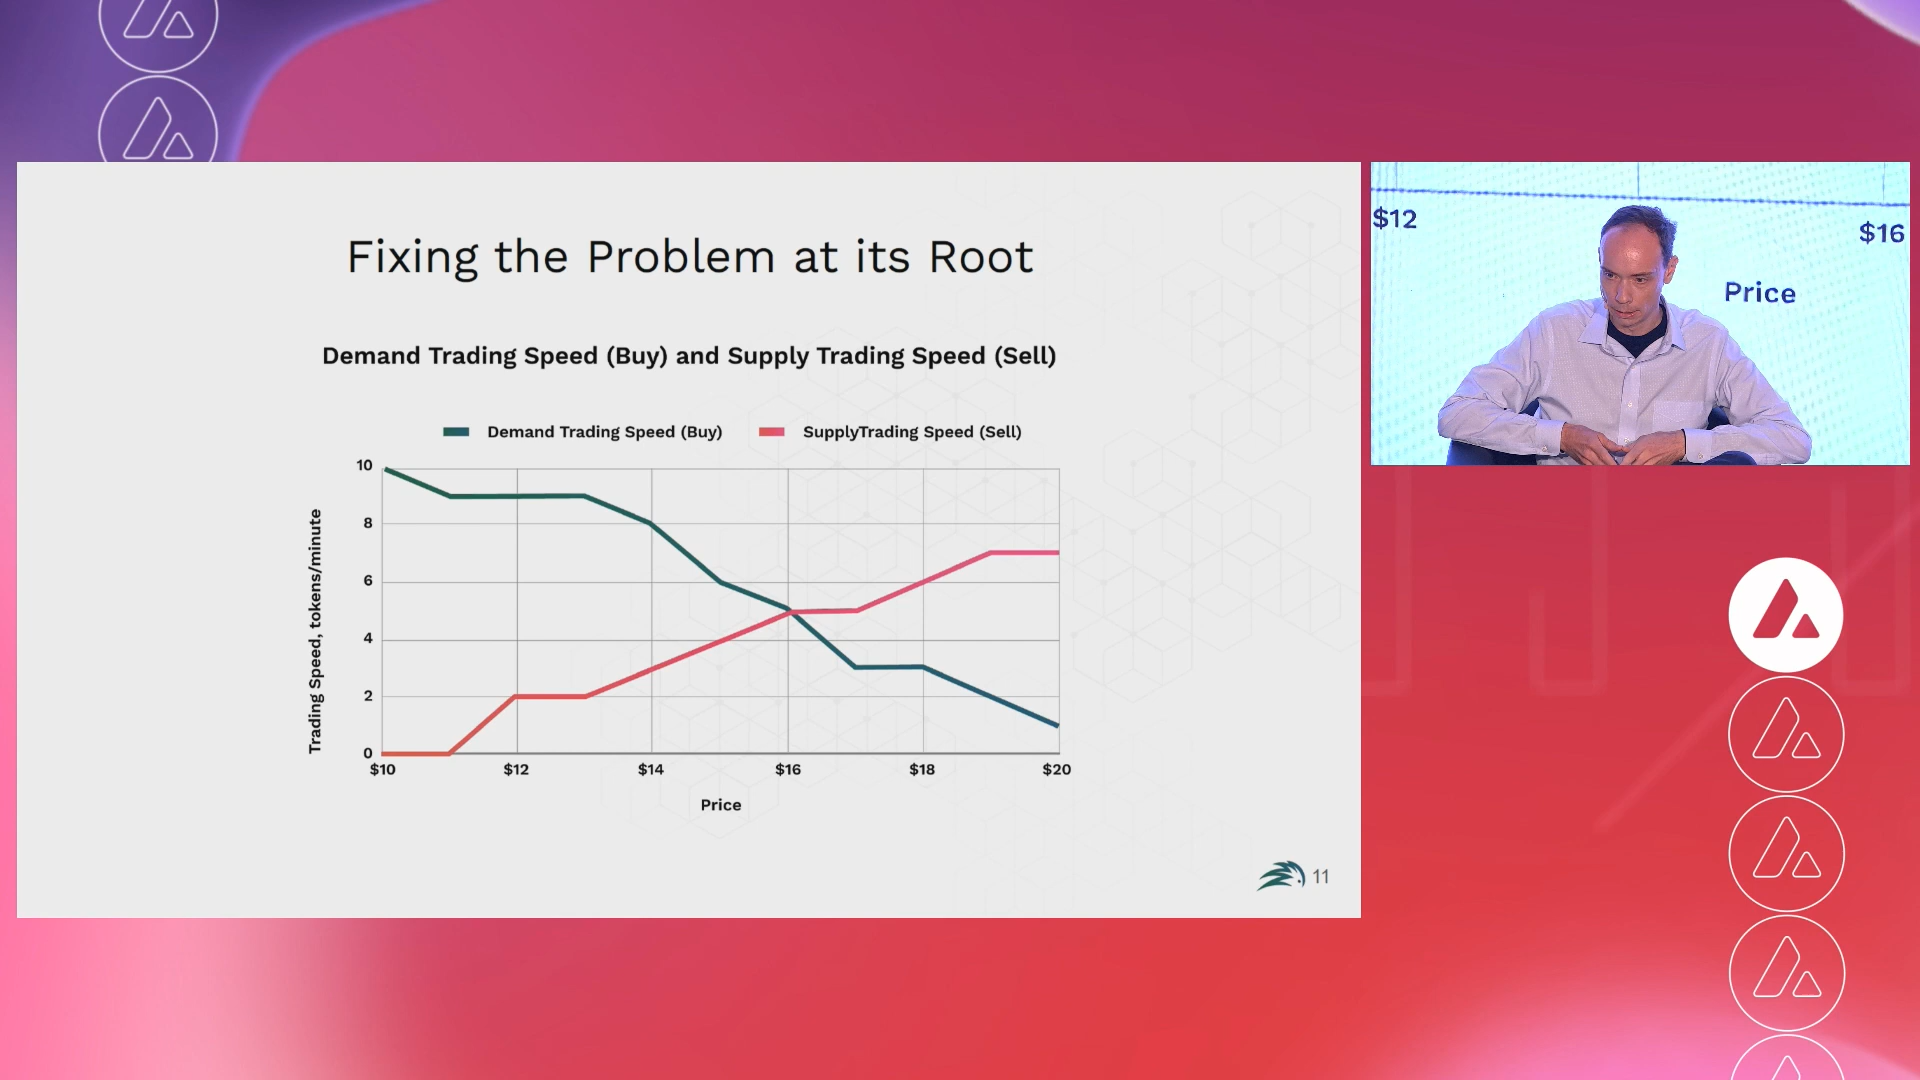 Fixing the Problem at its Root
Demand Trading Speed (Buy) and Supply Trading Speed (Sell)
Demand Trading Speed (Buy)
SupplyTrading Speed (Sell)
Trading Speed, tokens/minute
10
8
6
4
2
0
$10
$12
$14
$16
$18
$20
Price
11
$12
$16
Price